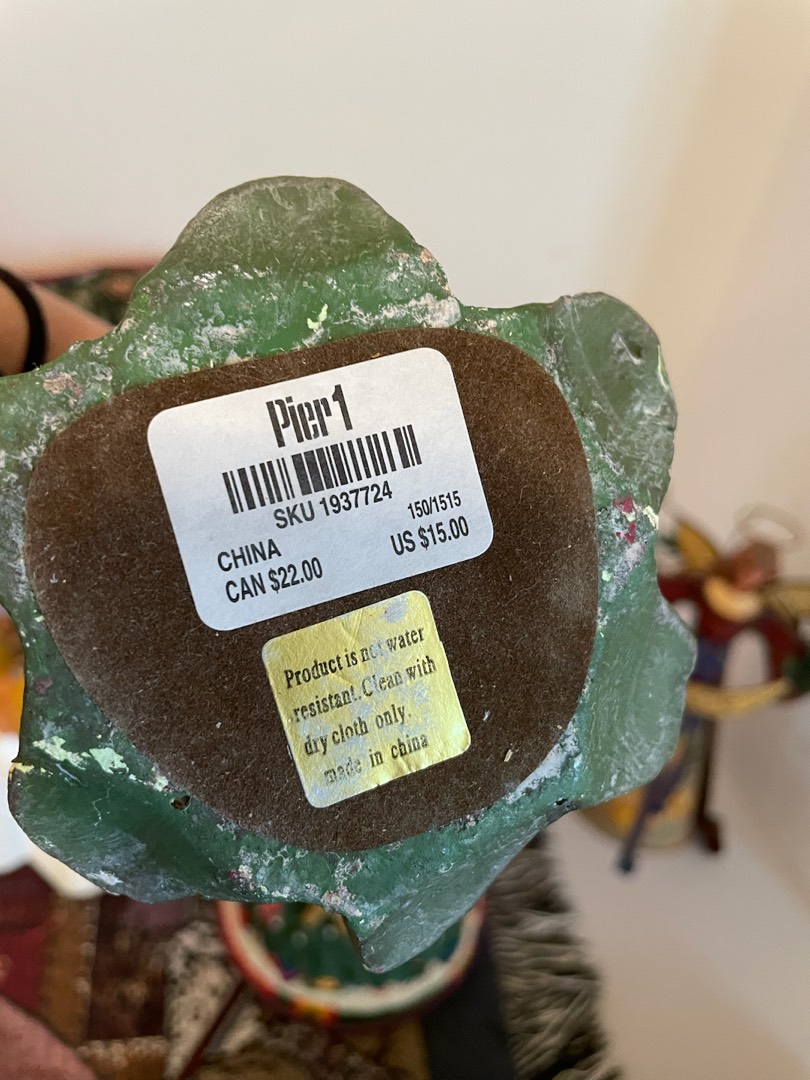 Pier1
SKU 1937724
150/1515
CHINA
US $15.00
CAN $22.00
Product is not water
resistant.Clean with
dry cloth only.
made in china